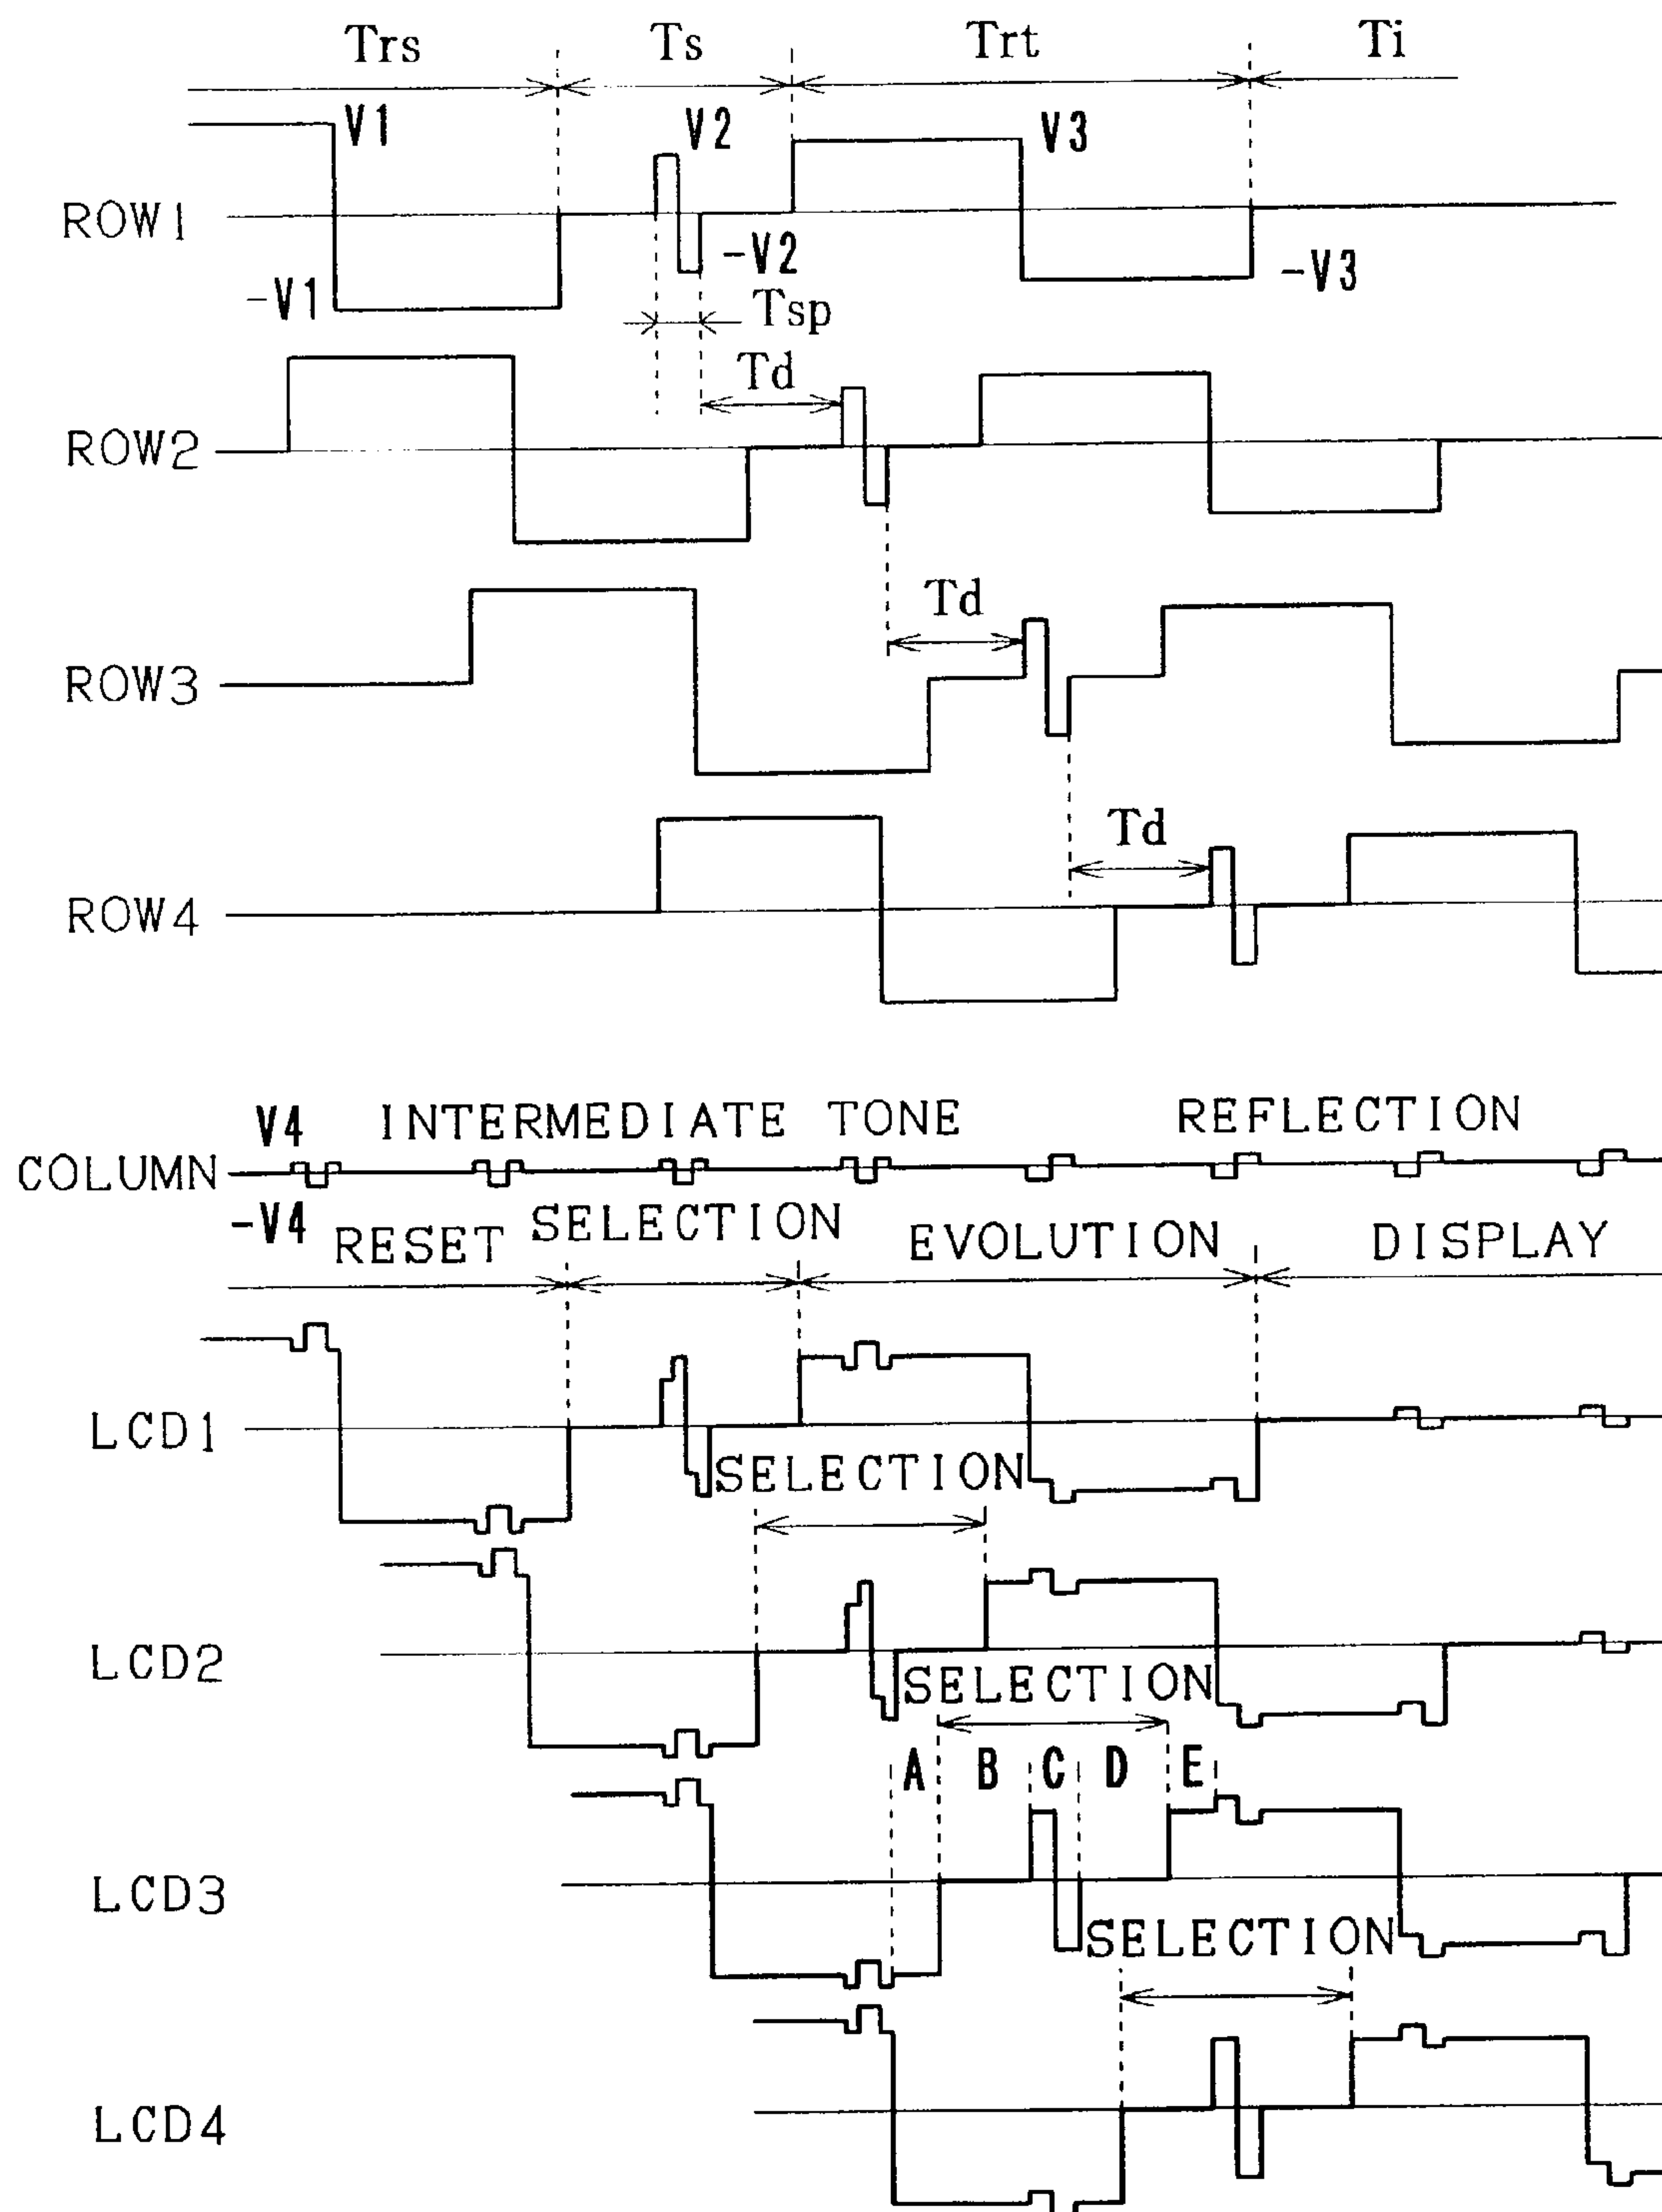 Trs Ts Trt Ti
V1 V2 V3
ROW1
-V1 -V2 -V3
Tsp
Td
ROW2
Td
ROW3
Td
ROW4
V4 INTERMEDIATE TONE REFLECTION
COLUMN
-V4
RESET SELECTION EVOLUTION DISPLAY
LCD1
SELECTION
LCD2
SELECTION
A B C D E
LCD3
SELECTION
LCD4